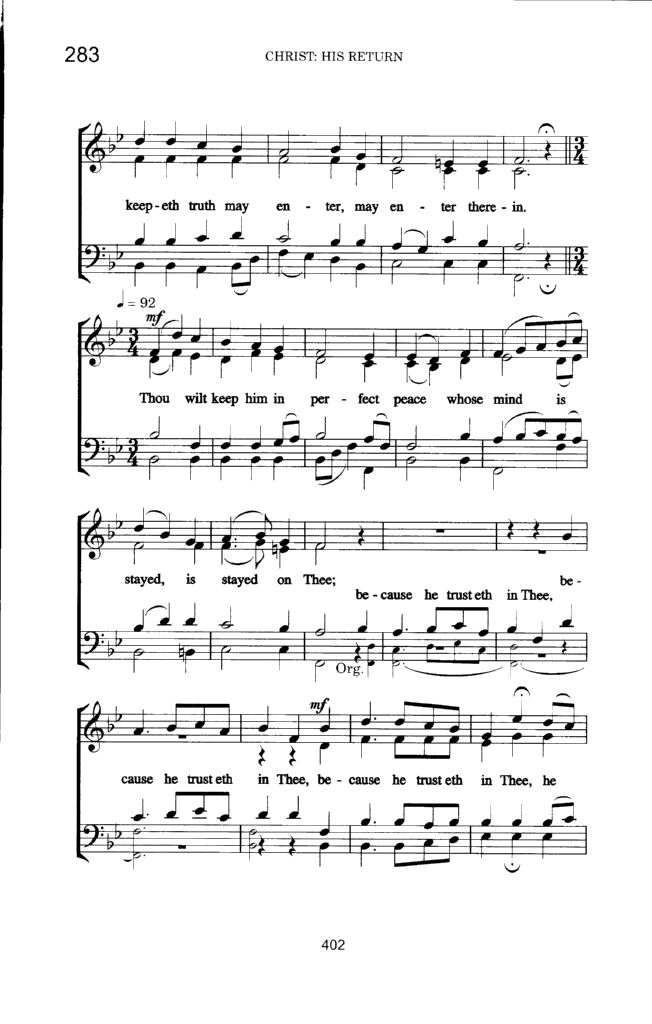 283
CHRIST: HIS RETURN
keep - eth truth may en - ter, may en - ter there - in.
♩ = 92
mf
Thou wilt keep him in per - fect peace whose mind is
stayed, is stayed on Thee; be -
be - cause he trust eth in Thee,
Org.
mf
cause he trust eth in Thee, be - cause he trust eth in Thee, he
402